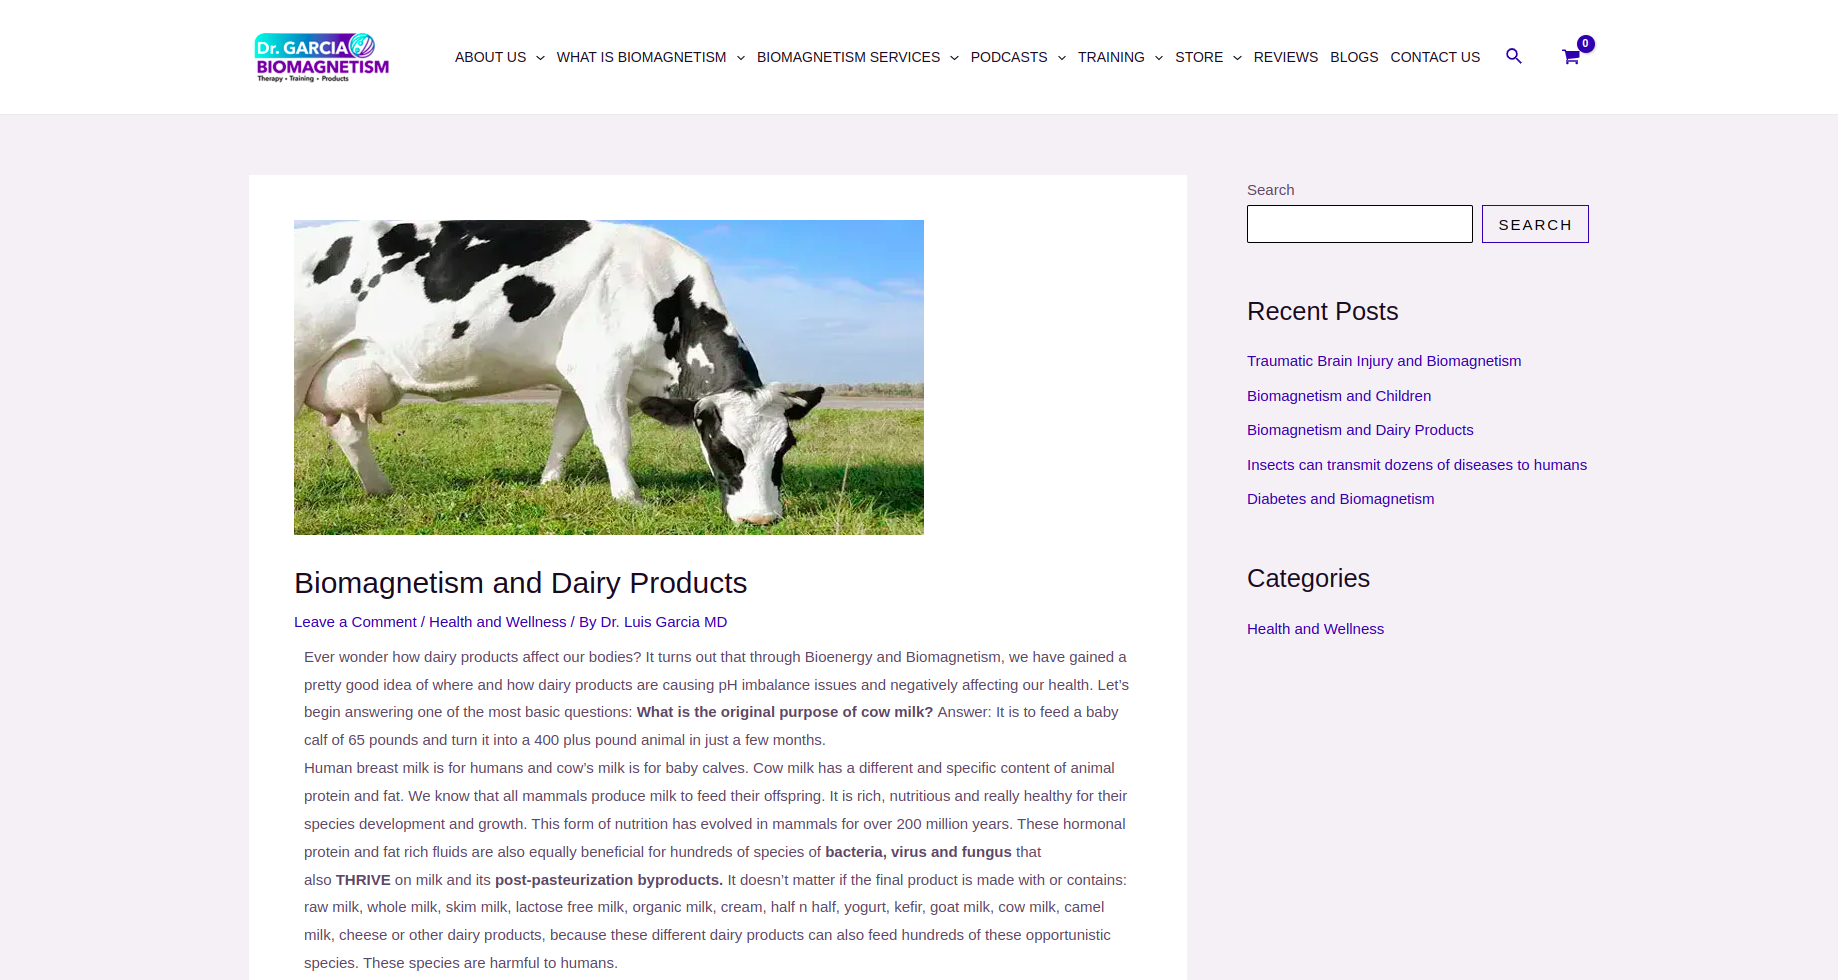 Dr. GARCIA
BIOMAGNETISM
Therapy • Training • Products
ABOUT US
WHAT IS BIOMAGNETISM
BIOMAGNETISM SERVICES
PODCASTS
TRAINING
STORE
REVIEWS
BLOGS
CONTACT US
0
Biomagnetism and Dairy Products
Leave a Comment / Health and Wellness / By Dr. Luis Garcia MD
Ever wonder how dairy products affect our bodies? It turns out that through Bioenergy and Biomagnetism, we have gained a
pretty good idea of where and how dairy products are causing pH imbalance issues and negatively affecting our health. Let’s
begin answering one of the most basic questions: What is the original purpose of cow milk? Answer: It is to feed a baby
calf of 65 pounds and turn it into a 400 plus pound animal in just a few months.
Human breast milk is for humans and cow’s milk is for baby calves. Cow milk has a different and specific content of animal
protein and fat. We know that all mammals produce milk to feed their offspring. It is rich, nutritious and really healthy for their
species development and growth. This form of nutrition has evolved in mammals for over 200 million years. These hormonal
protein and fat rich fluids are also equally beneficial for hundreds of species of bacteria, virus and fungus that
also THRIVE on milk and its post-pasteurization byproducts. It doesn’t matter if the final product is made with or contains:
raw milk, whole milk, skim milk, lactose free milk, organic milk, cream, half n half, yogurt, kefir, goat milk, cow milk, camel
milk, cheese or other dairy products, because these different dairy products can also feed hundreds of these opportunistic
species. These species are harmful to humans.
Search
SEARCH
Recent Posts
Traumatic Brain Injury and Biomagnetism
Biomagnetism and Children
Biomagnetism and Dairy Products
Insects can transmit dozens of diseases to humans
Diabetes and Biomagnetism
Categories
Health and Wellness